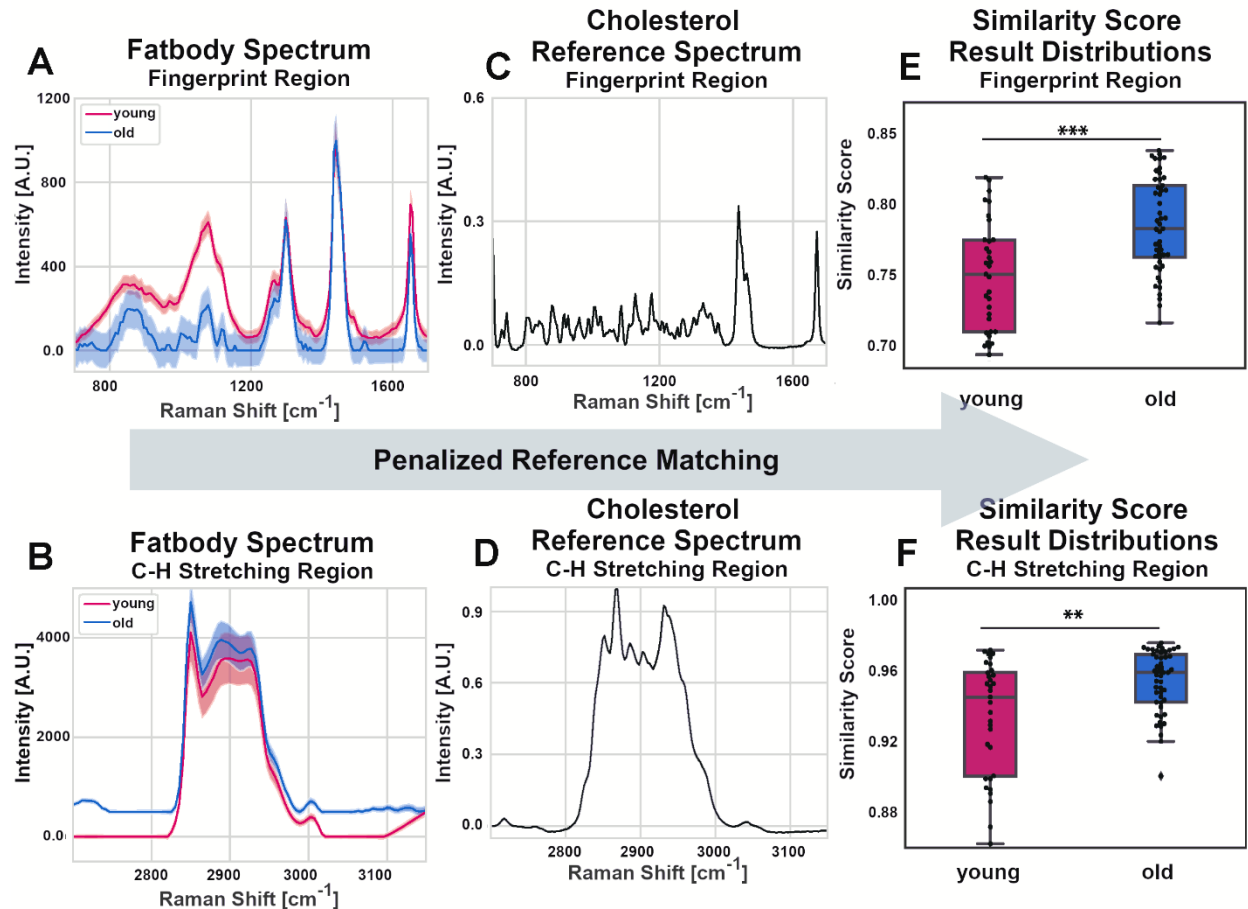 A
Fatbody Spectrum
Fingerprint Region
1200
800
400
0.0
Intensity [A.U.]
young
old
800
1200
1600
Raman Shift [cm⁻¹]
C
Cholesterol
Reference Spectrum
Fingerprint Region
0.6
0.3
0.0
Intensity [A.U.]
800
1200
1600
Raman Shift [cm⁻¹]
E
Similarity Score
Result Distributions
Fingerprint Region
0.85
0.80
0.75
0.70
Similarity Score
***
young
old
Penalized Reference Matching
B
Fatbody Spectrum
C-H Stretching Region
4000
2000
0.0
Intensity [A.U.]
young
old
2800
2900
3000
3100
Raman Shift [cm⁻¹]
D
Cholesterol
Reference Spectrum
C-H Stretching Region
0.9
0.6
0.3
0.0
Intensity [A.U.]
2800
2900
3000
3100
Raman Shift [cm⁻¹]
F
Similarity Score
Result Distributions
C-H Stretching Region
1.00
0.96
0.92
0.88
Similarity Score
**
young
old